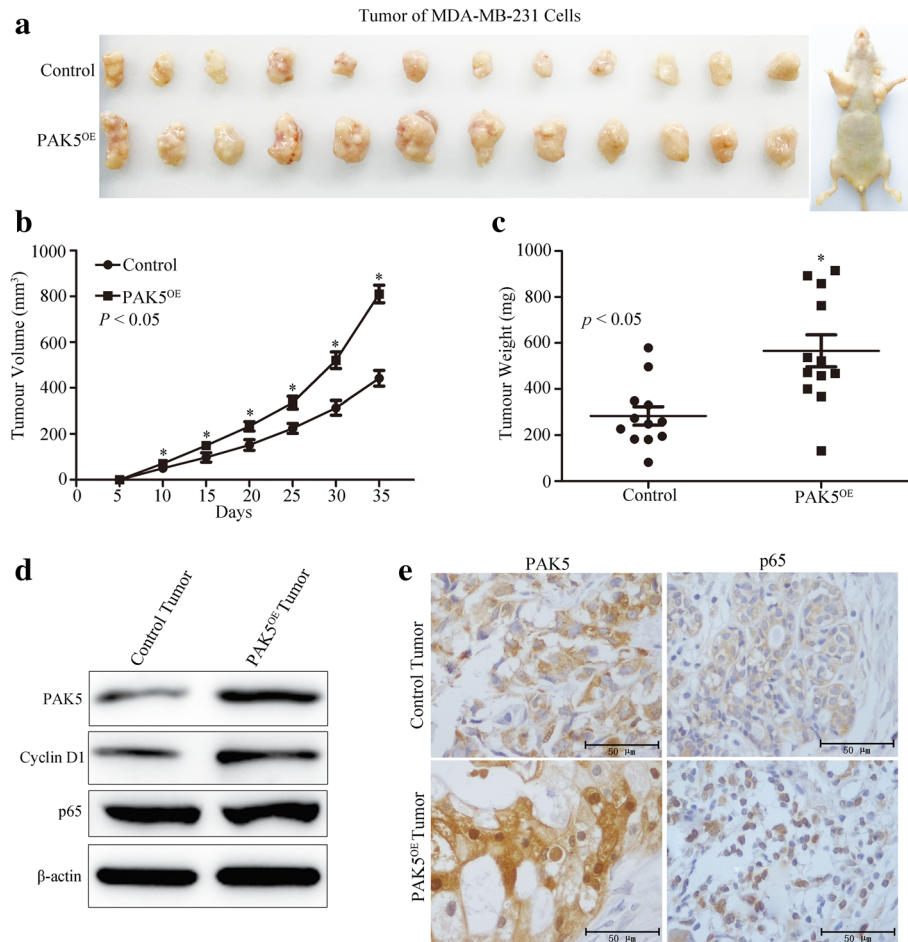 Tumor of MDA-MB-231 Cells
a
Control
PAK5ᴼᴱ
b
1000
800
600
400
200
0
Tumour Volume (mm³)
Control
PAK5ᴼᴱ
P < 0.05
*
*
*
*
*
*
0 5 10 15 20 25 30 35
Days
c
1000
800
600
400
200
0
Tumour Weight (mg)
p < 0.05
*
Control PAK5ᴼᴱ
d
Control Tumor
PAK5ᴼᴱ Tumor
PAK5
Cyclin D1
p65
β-actin
e
PAK5 p65
Control Tumor
50 μm
50 μm
PAK5ᴼᴱ Tumor
50 μm
50 μm